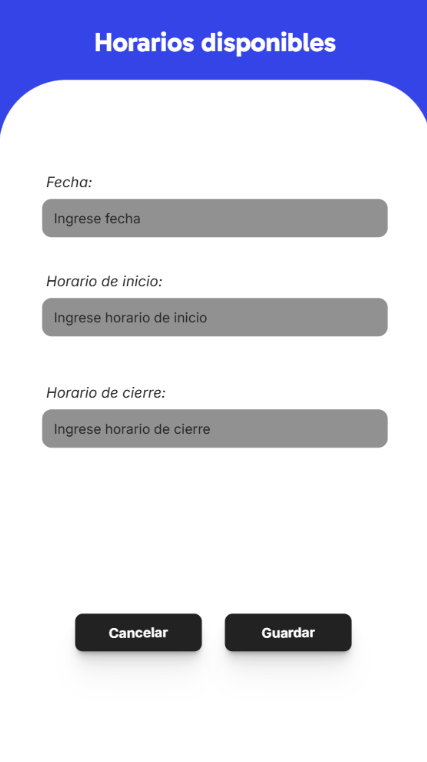 Horarios disponibles
Fecha:
Ingrese fecha
Horario de inicio:
Ingrese horario de inicio
Horario de cierre:
Ingrese horario de cierre
Cancelar
Guardar